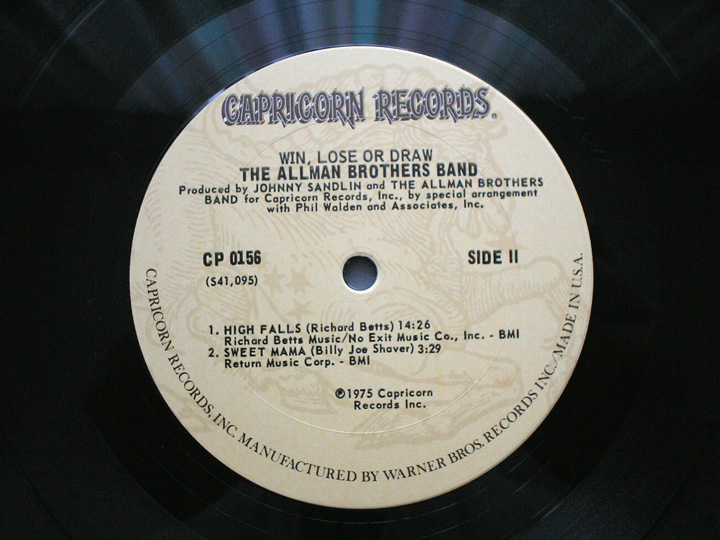 CAPRICORN RECORDS®
WIN, LOSE OR DRAW
THE ALLMAN BROTHERS BAND
Produced by JOHNNY SANDLIN and THE ALLMAN BROTHERS
BAND for Capricorn Records, Inc., by special arrangement
with Phil Walden and Associates, Inc.
CP 0156
SIDE II
(S41,095)
1. HIGH FALLS (Richard Betts) 14:26
Richard Betts Music/No Exit Music Co., Inc. - BMI
2. SWEET MAMA (Billy Joe Shaver) 3:29
Return Music Corp. - BMI
℗1975 Capricorn
Records Inc.
CAPRICORN RECORDS, INC. MANUFACTURED BY WARNER BROS. RECORDS INC./MADE IN U.S.A.